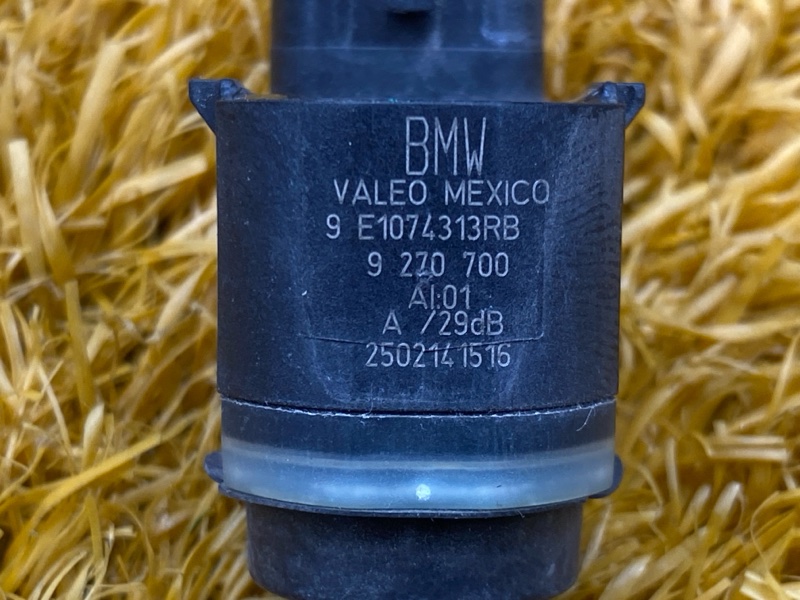 BMW
VALEO MEXICO
9 E1074313RB
9 270 700
AI:01
A /29dB
2502141516